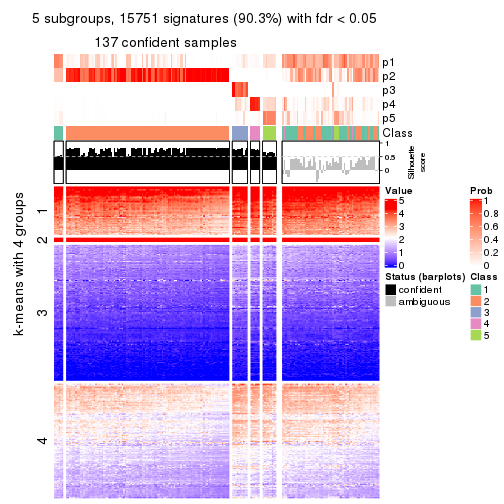 5 subgroups, 15751 signatures (90.3%) with fdr < 0.05
137 confident samples
p1
p2
p3
p4
p5
Class
1
0.5
0
Silhouette
score
k-means with 4 groups
1
2
3
4
Value
5
4
3
2
1
0
Prob
1
0.8
0.6
0.4
0.2
0
Status (barplots)
confident
ambiguous
Class
1
2
3
4
5